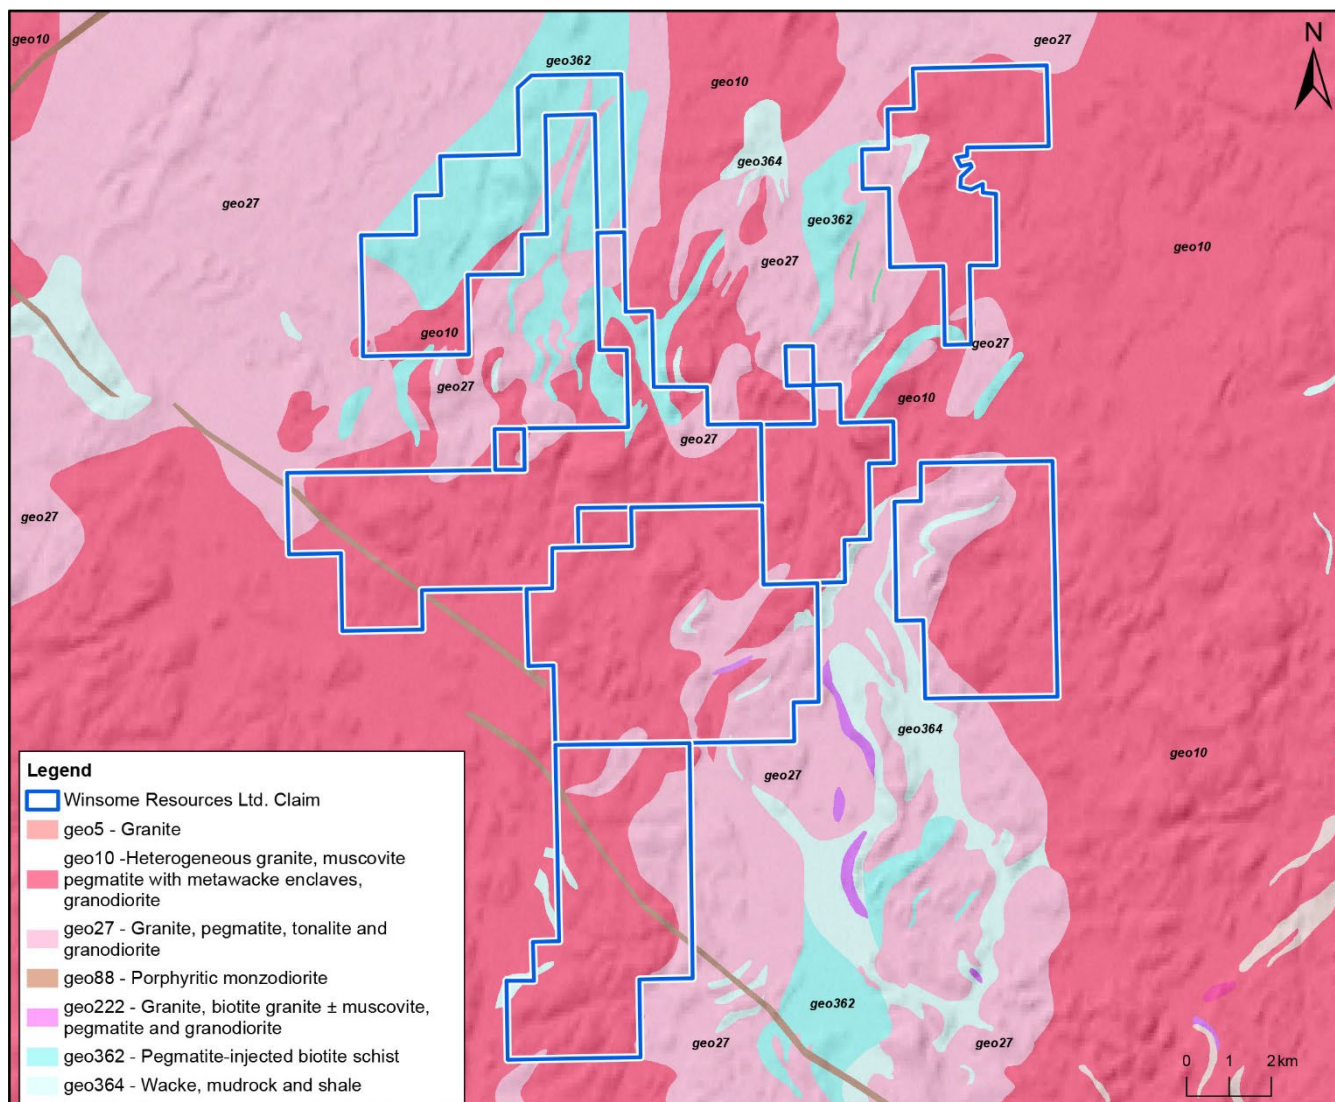 geo10
geo27
geo362
geo10
N
geo364
geo27
geo362
geo10
geo27
geo10
geo27
geo27
geo10
geo27
geo27
geo364
geo10
geo27
geo362
geo27
geo27
Legend
Winsome Resources Ltd. Claim
geo5 - Granite
geo10 -Heterogeneous granite, muscovite
pegmatite with metawacke enclaves,
granodiorite
geo27 - Granite, pegmatite, tonalite and
granodiorite
geo88 - Porphyritic monzodiorite
geo222 - Granite, biotite granite ± muscovite,
pegmatite and granodiorite
geo362 - Pegmatite-injected biotite schist
geo364 - Wacke, mudrock and shale
0 1 2km